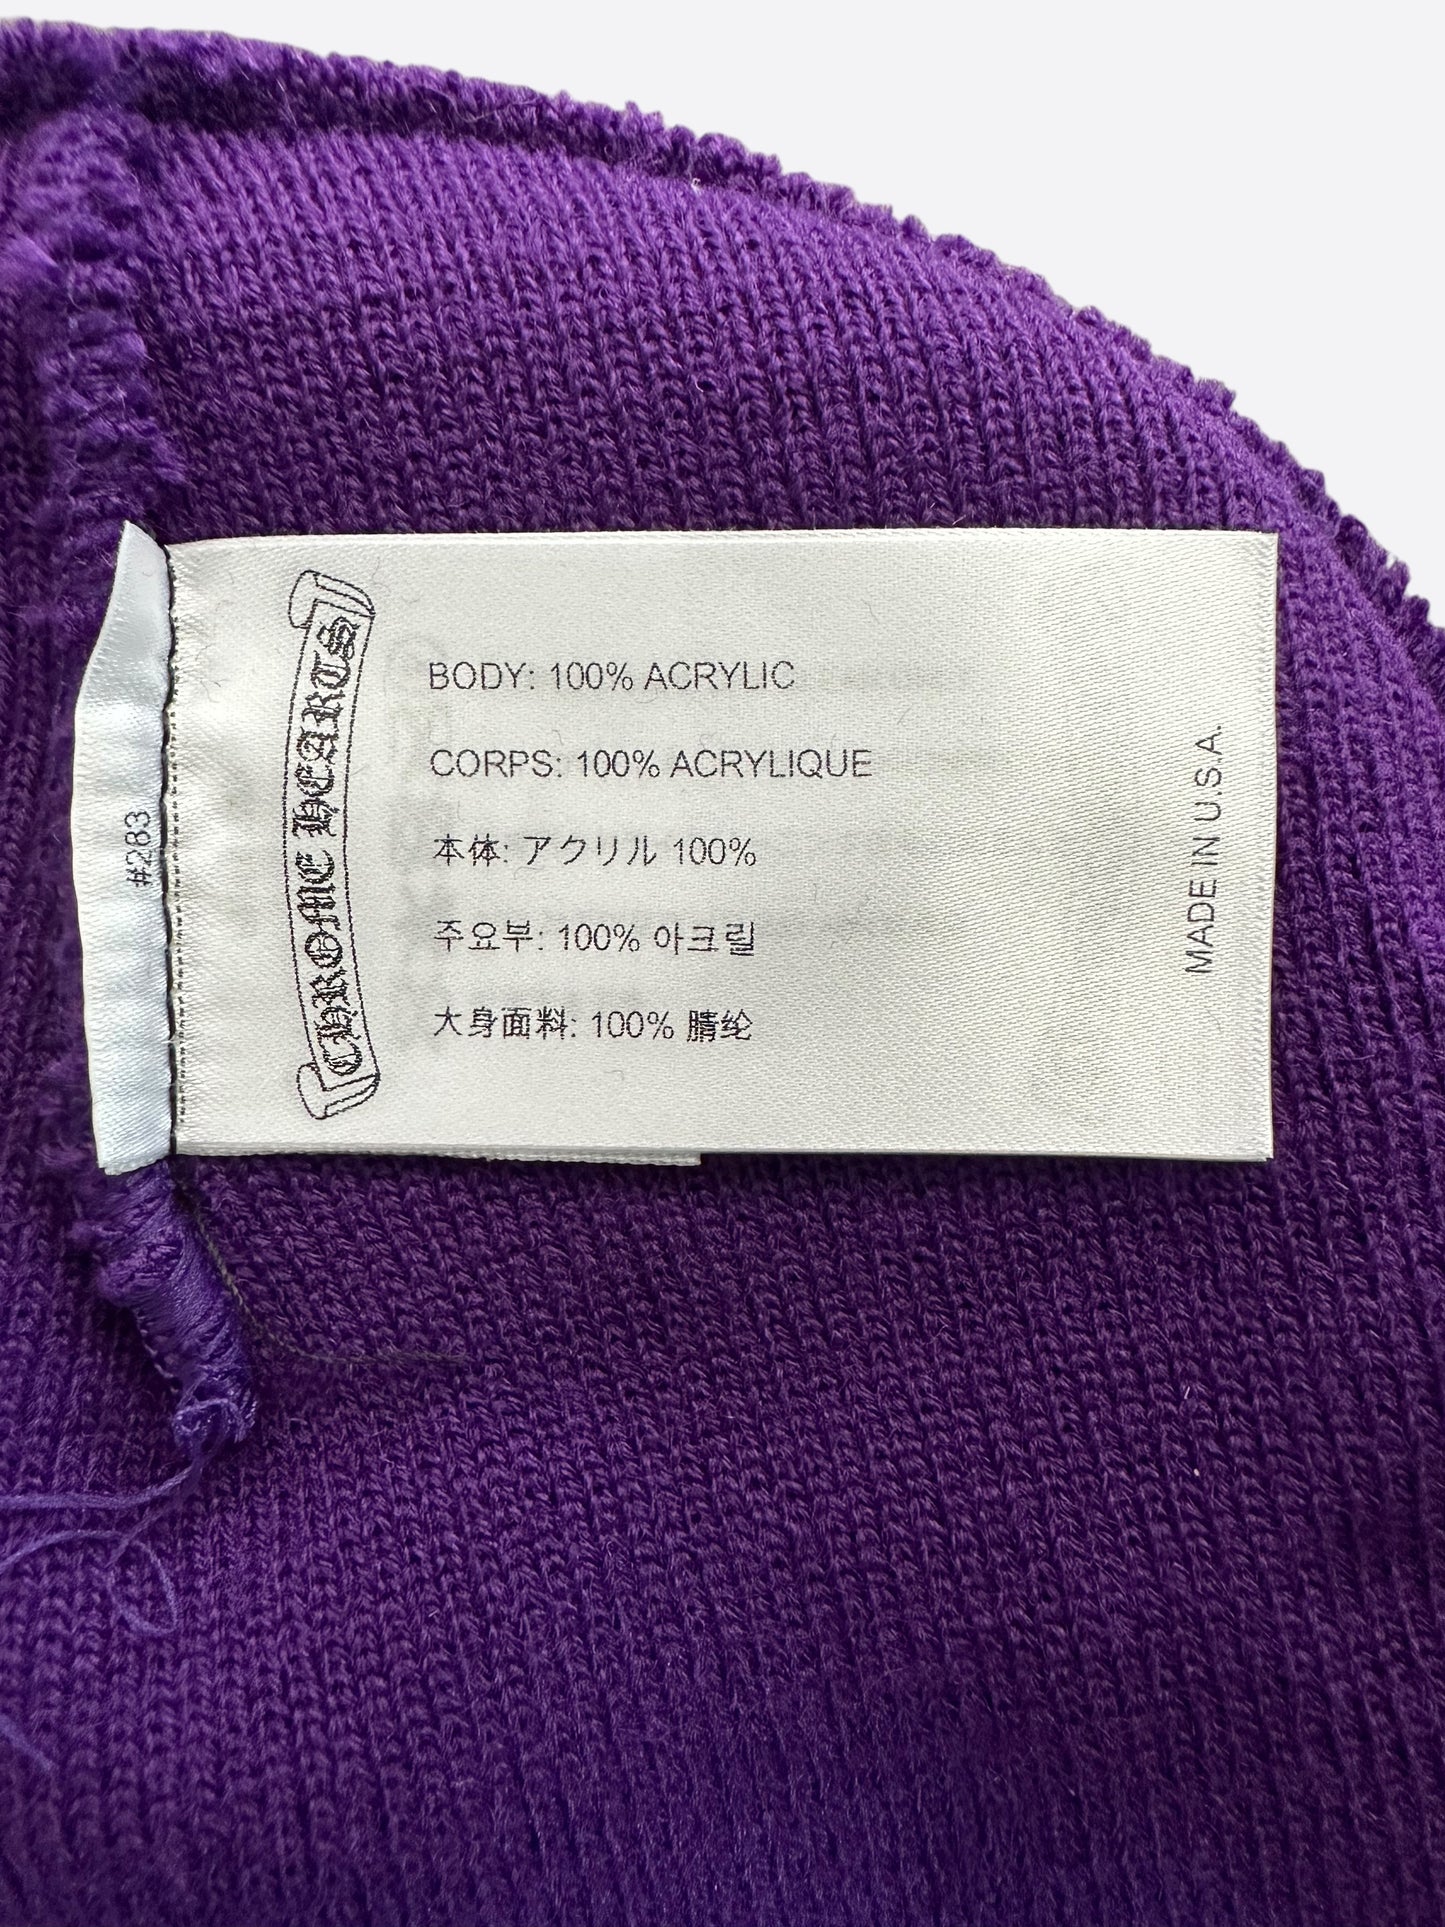 CHROME HEARTS
#283
BODY: 100% ACRYLIC
CORPS: 100% ACRYLIQUE
本体: アクリル 100%
주요부: 100% 아크릴
大身面料: 100% 腈纶
MADE IN U.S.A.